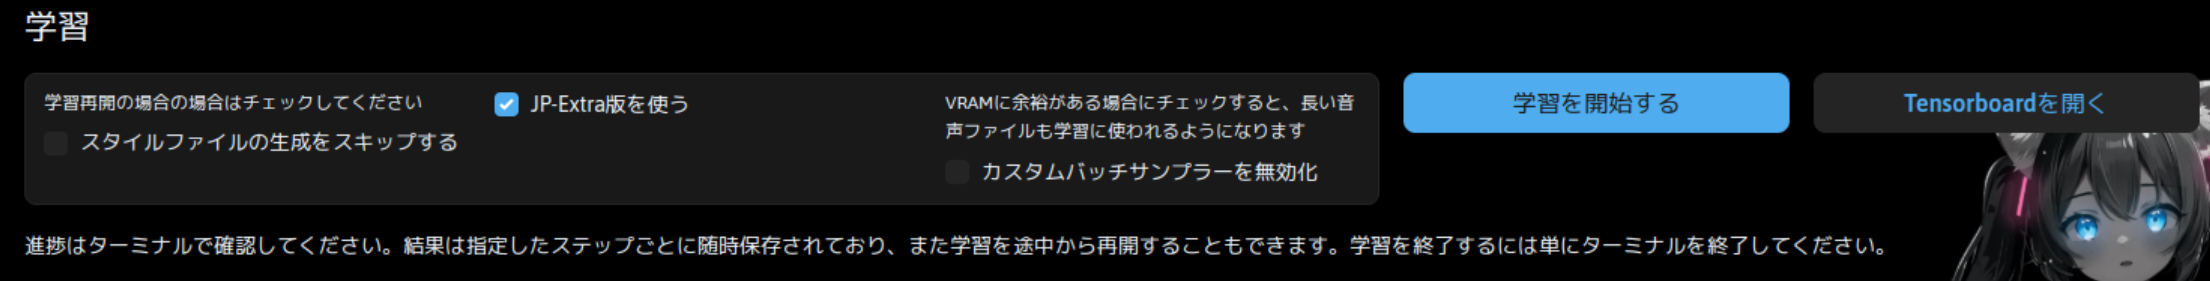 学習
学習再開の場合の場合はチェックしてください
スタイルファイルの生成をスキップする
JP-Extra版を使う
VRAMに余裕がある場合にチェックすると、長い音
声ファイルも学習に使われるようになります
カスタムバッチサンプラーを無効化
学習を開始する
Tensorboardを開く
進捗はターミナルで確認してください。結果は指定したステップごとに随時保存されており、また学習を途中から再開することもできます。学習を終了するには単にターミナルを終了してください。